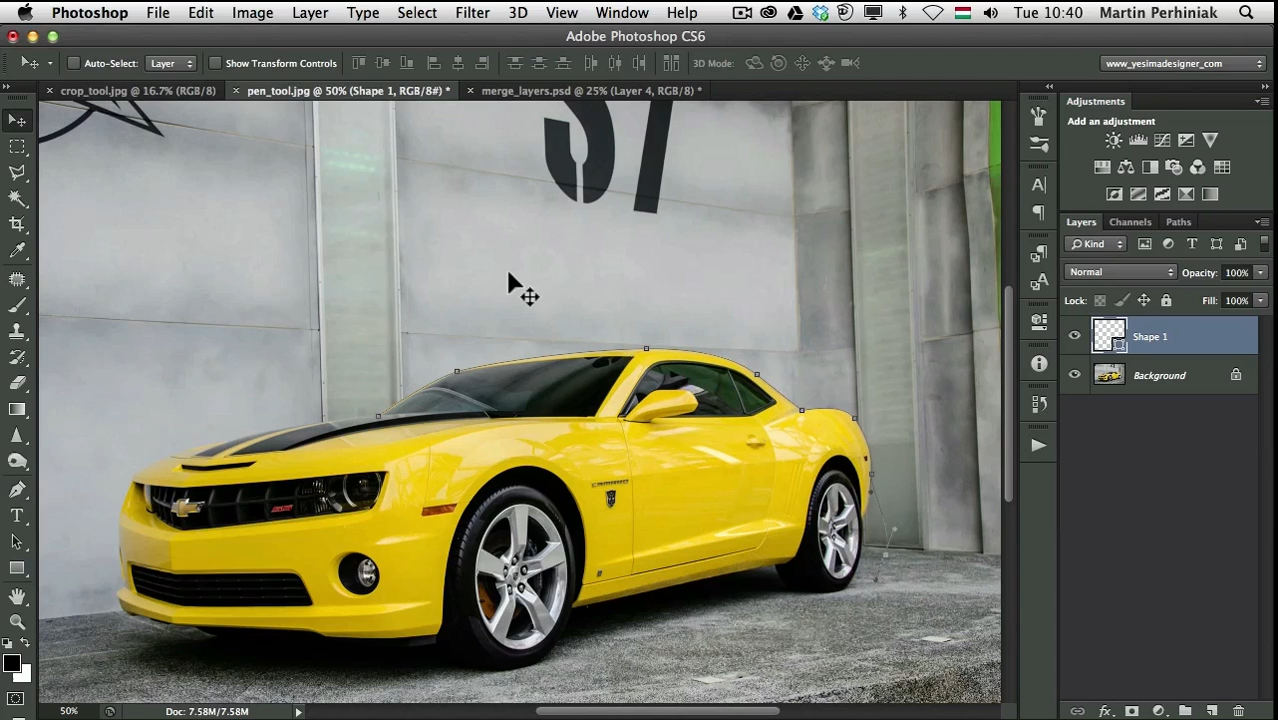 Photoshop File Edit Image Layer Type Select Filter 3D View Window Help Tue 10:40 Martin Perhiniak
Adobe Photoshop CS6
Auto-Select: Layer Show Transform Controls 3D Mode: www_yesimadesigner_com
× crop_tool.jpg @ 16.7% (RGB/8) × pen_tool.jpg @ 50% (Shape 1, RGB/8#) * × merge_layers.psd @ 25% (Layer 4, RGB/8) *
Adjustments
Add an adjustment
Layers Channels Paths
Kind
Normal Opacity: 100%
Lock: Fill: 100%
Shape 1
Background
CAMARO
50% Doc: 7.58M/7.58M